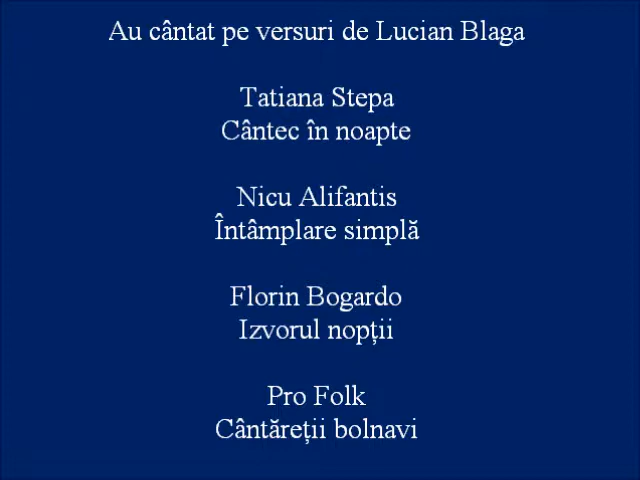 Au cântat pe versuri de Lucian Blaga
Tatiana Stepa
Cântec în noapte
Nicu Alifantis
Întâmplare simplă
Florin Bogardo
Izvorul nopții
Pro Folk
Cântăreții bolnavi